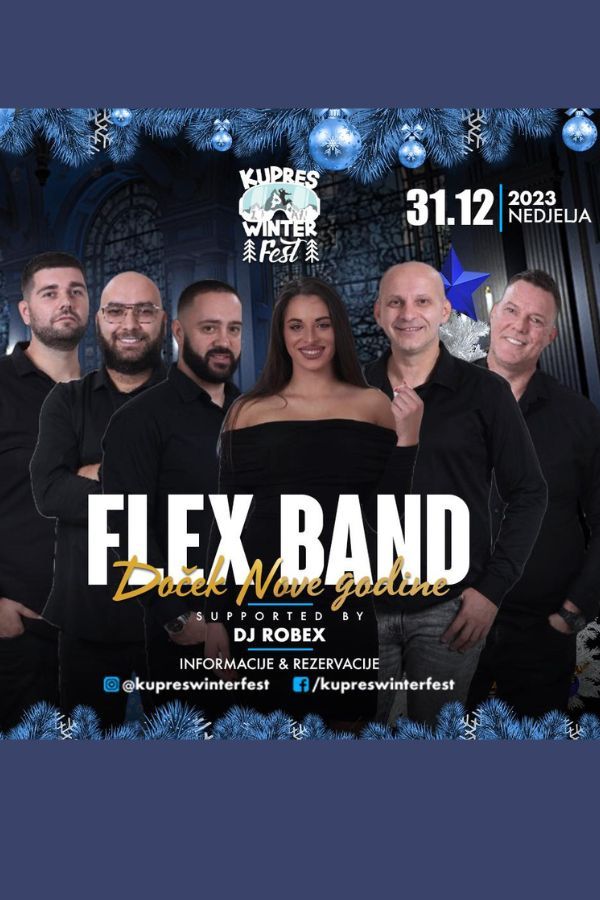 KUPRES
WINTER
Fest
31.12
2023
NEDJELJA
FLEX BAND
Doček Nove godine
SUPPORTED BY
DJ ROBEX
INFORMACIJE & REZERVACIJE
@kupreswinterfest /kupreswinterfest